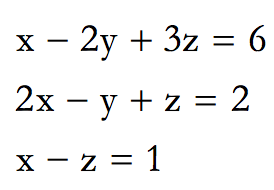 x − 2y + 3z = 6
2x − y + z = 2
x − z = 1